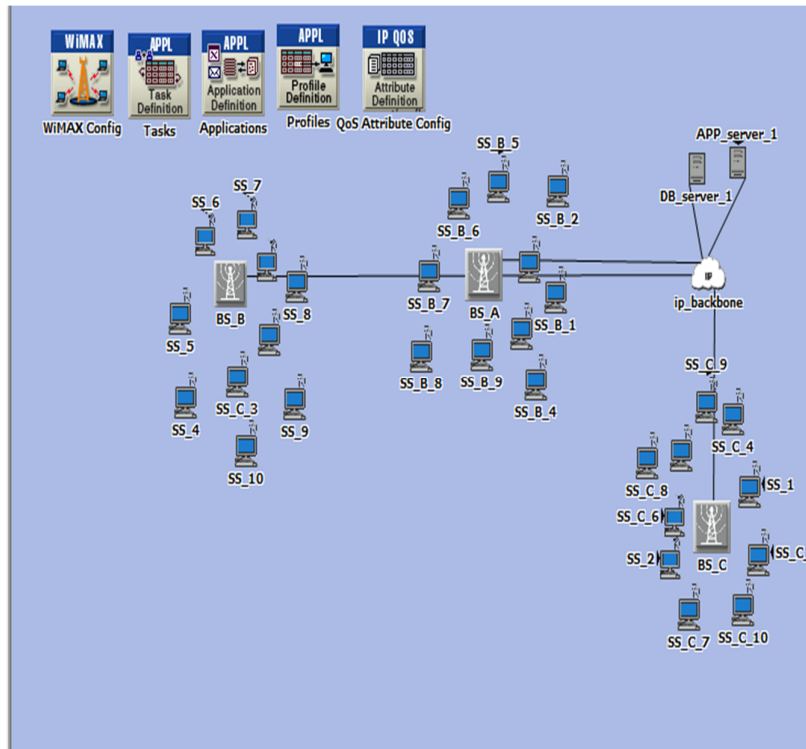 WiMAX
APPL
APPL
APPL
IP QOS
Task
Definition
Application
Definition
Profile
Definition
Attribute
Definition
WiMAX Config
Tasks
Applications
Profiles
QoS Attribute Config
APP_server_1
DB_server_1
IP
ip_backbone
SS_B_5
SS_B_6
SS_B_2
SS_B_7
BS_A
SS_B_1
SS_B_8
SS_B_9
SS_B_4
SS_7
SS_6
BS_B
SS_8
SS_5
SS_C_3
SS_4
SS_9
SS_10
SS_C_9
SS_C_4
SS_C_8
SS_1
SS_C_6
SS_2
BS_C
SS_C_
SS_C_7
SS_C_10